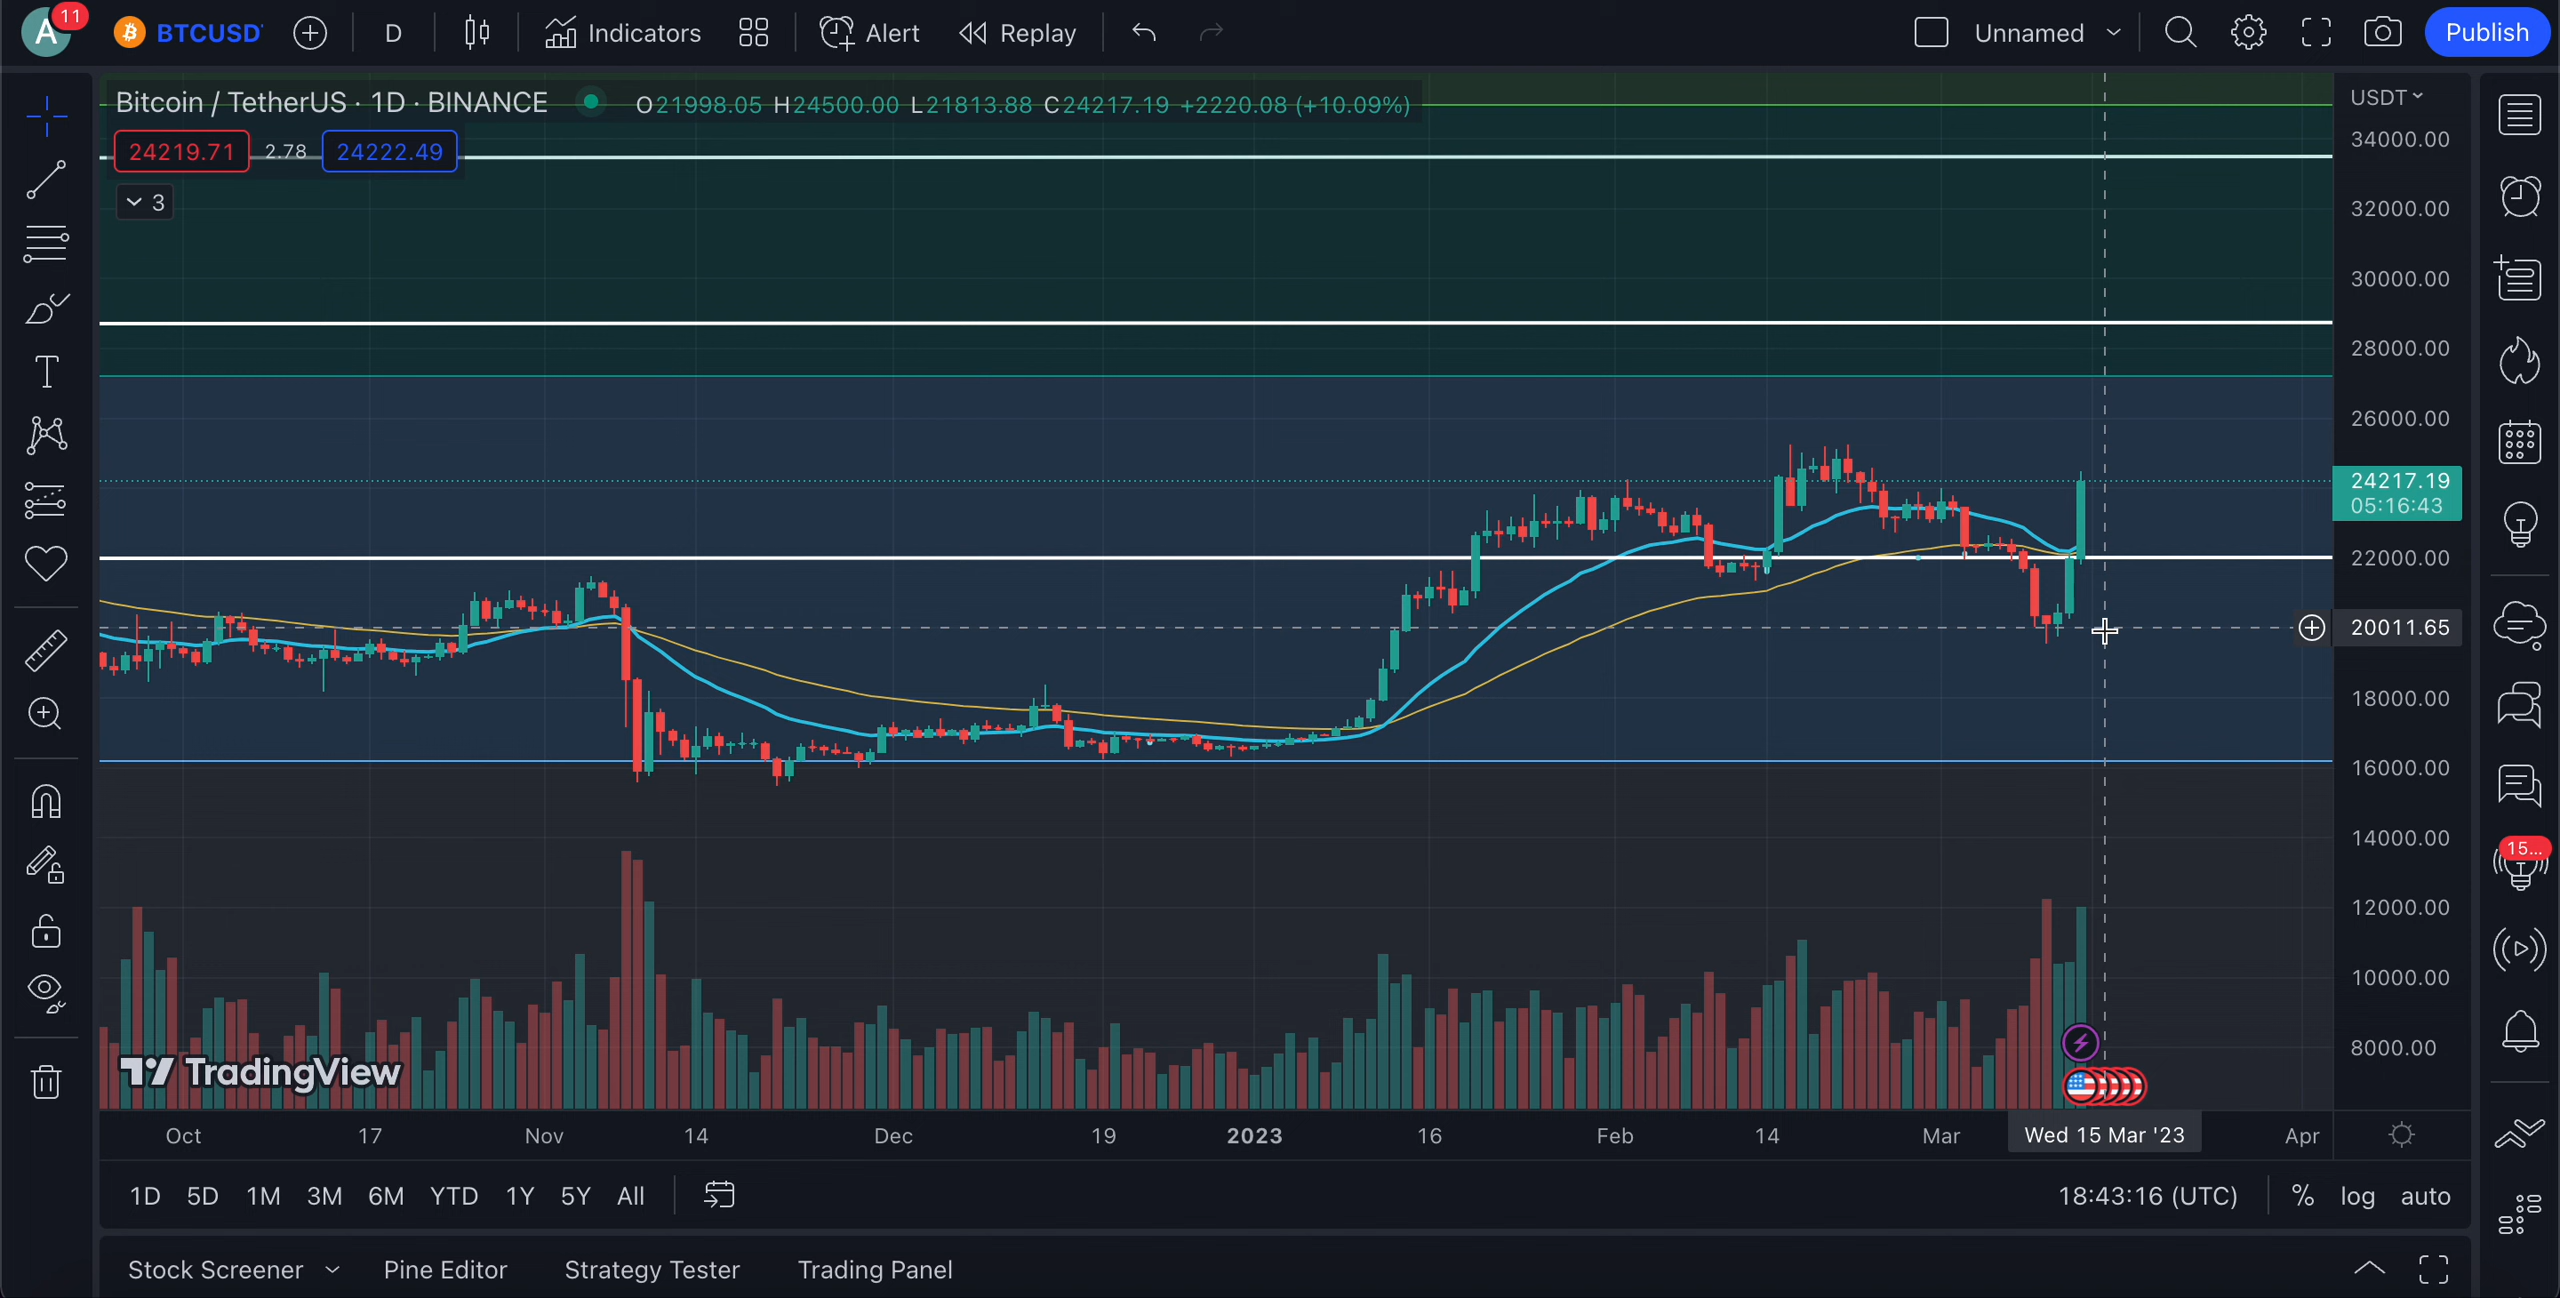 A 11 BTCUSD D Indicators Alert Replay Unnamed Publish
Bitcoin / TetherUS · 1D · BINANCE O21998.05 H24500.00 L21813.88 C24217.19 +2220.08 (+10.09%)
USDT
24219.71 2.78 24222.49
3
34000.00
32000.00
30000.00
28000.00
26000.00
24217.19
05:16:43
22000.00
20011.65
18000.00
16000.00
14000.00
12000.00
10000.00
8000.00
15...
TradingView
Oct 17 Nov 14 Dec 19 2023 16 Feb 14 Mar Wed 15 Mar '23 Apr
1D 5D 1M 3M 6M YTD 1Y 5Y All 18:43:16 (UTC) % log auto
Stock Screener Pine Editor Strategy Tester Trading Panel